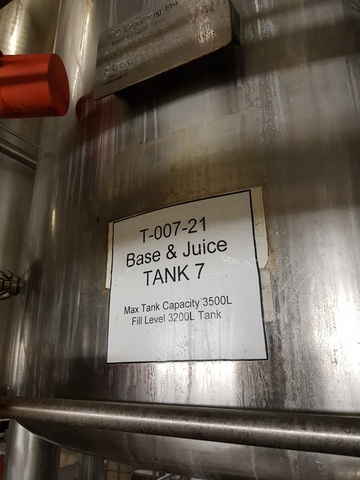 T-007-21
Base & Juice
TANK 7
Max Tank Capacity 3500L
Fill Level 3200L Tank